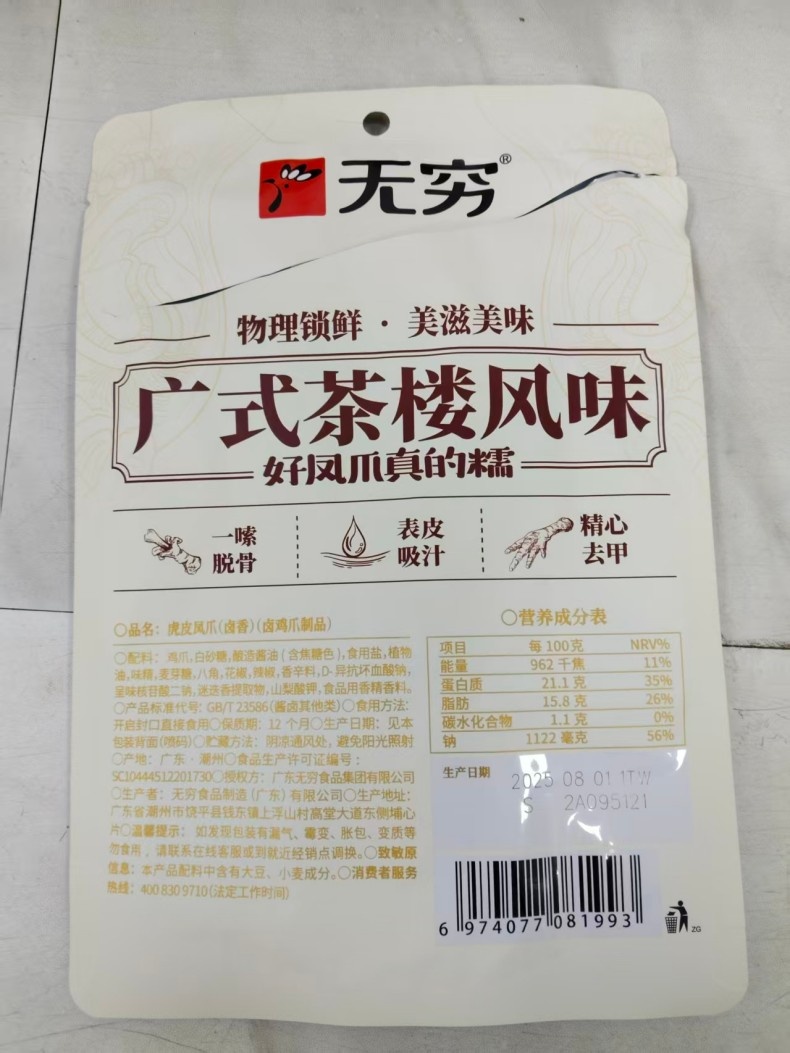 无穷®
物理锁鲜·美滋美味
广式茶楼风味
好凤爪真的糯
一嗦
脱骨
表皮
吸汁
精心
去甲
○品名：虎皮凤爪（卤香）（卤鸡爪制品）
○配料：鸡爪,白砂糖,酿造酱油(含焦糖色),食用盐,植物
油,味精,麦芽糖,八角,花椒,辣椒,香辛料,D-异抗坏血酸钠,
呈味核苷酸二钠,迷迭香提取物,山梨酸钾,食品用香精香料。
○产品标准代号：GB/T 23586(酱卤其他类)○食用方法：
开启封口直接食用○保质期：12个月○生产日期：见本
包装背面(喷码)○贮藏方法：阴凉通风处，避免阳光照射
○产地：广东·潮州○食品生产许可证编号：
SC10444512201730○授权方：广东无穷食品集团有限公司
○生产者：无穷食品制造(广东)有限公司○生产地址：
广东省潮州市饶平县钱东镇上浮山村高堂大道东侧埔心
片○温馨提示：如发现包装有漏气、霉变、胀包、变质等
勿食用，请联系在线客服或到就近经销点调换。○致敏原
信息：本产品配料中含有大豆、小麦成分。○消费者服务
热线：400 830 9710(法定工作时间)
○营养成分表
项目 每100克 NRV%
能量 962千焦 11%
蛋白质 21.1克 35%
脂肪 15.8克 26%
碳水化合物 1.1克 0%
钠 1122毫克 56%
生产日期
2025 08 01 1TW
S 2A095121
6 974077 081993
ZG